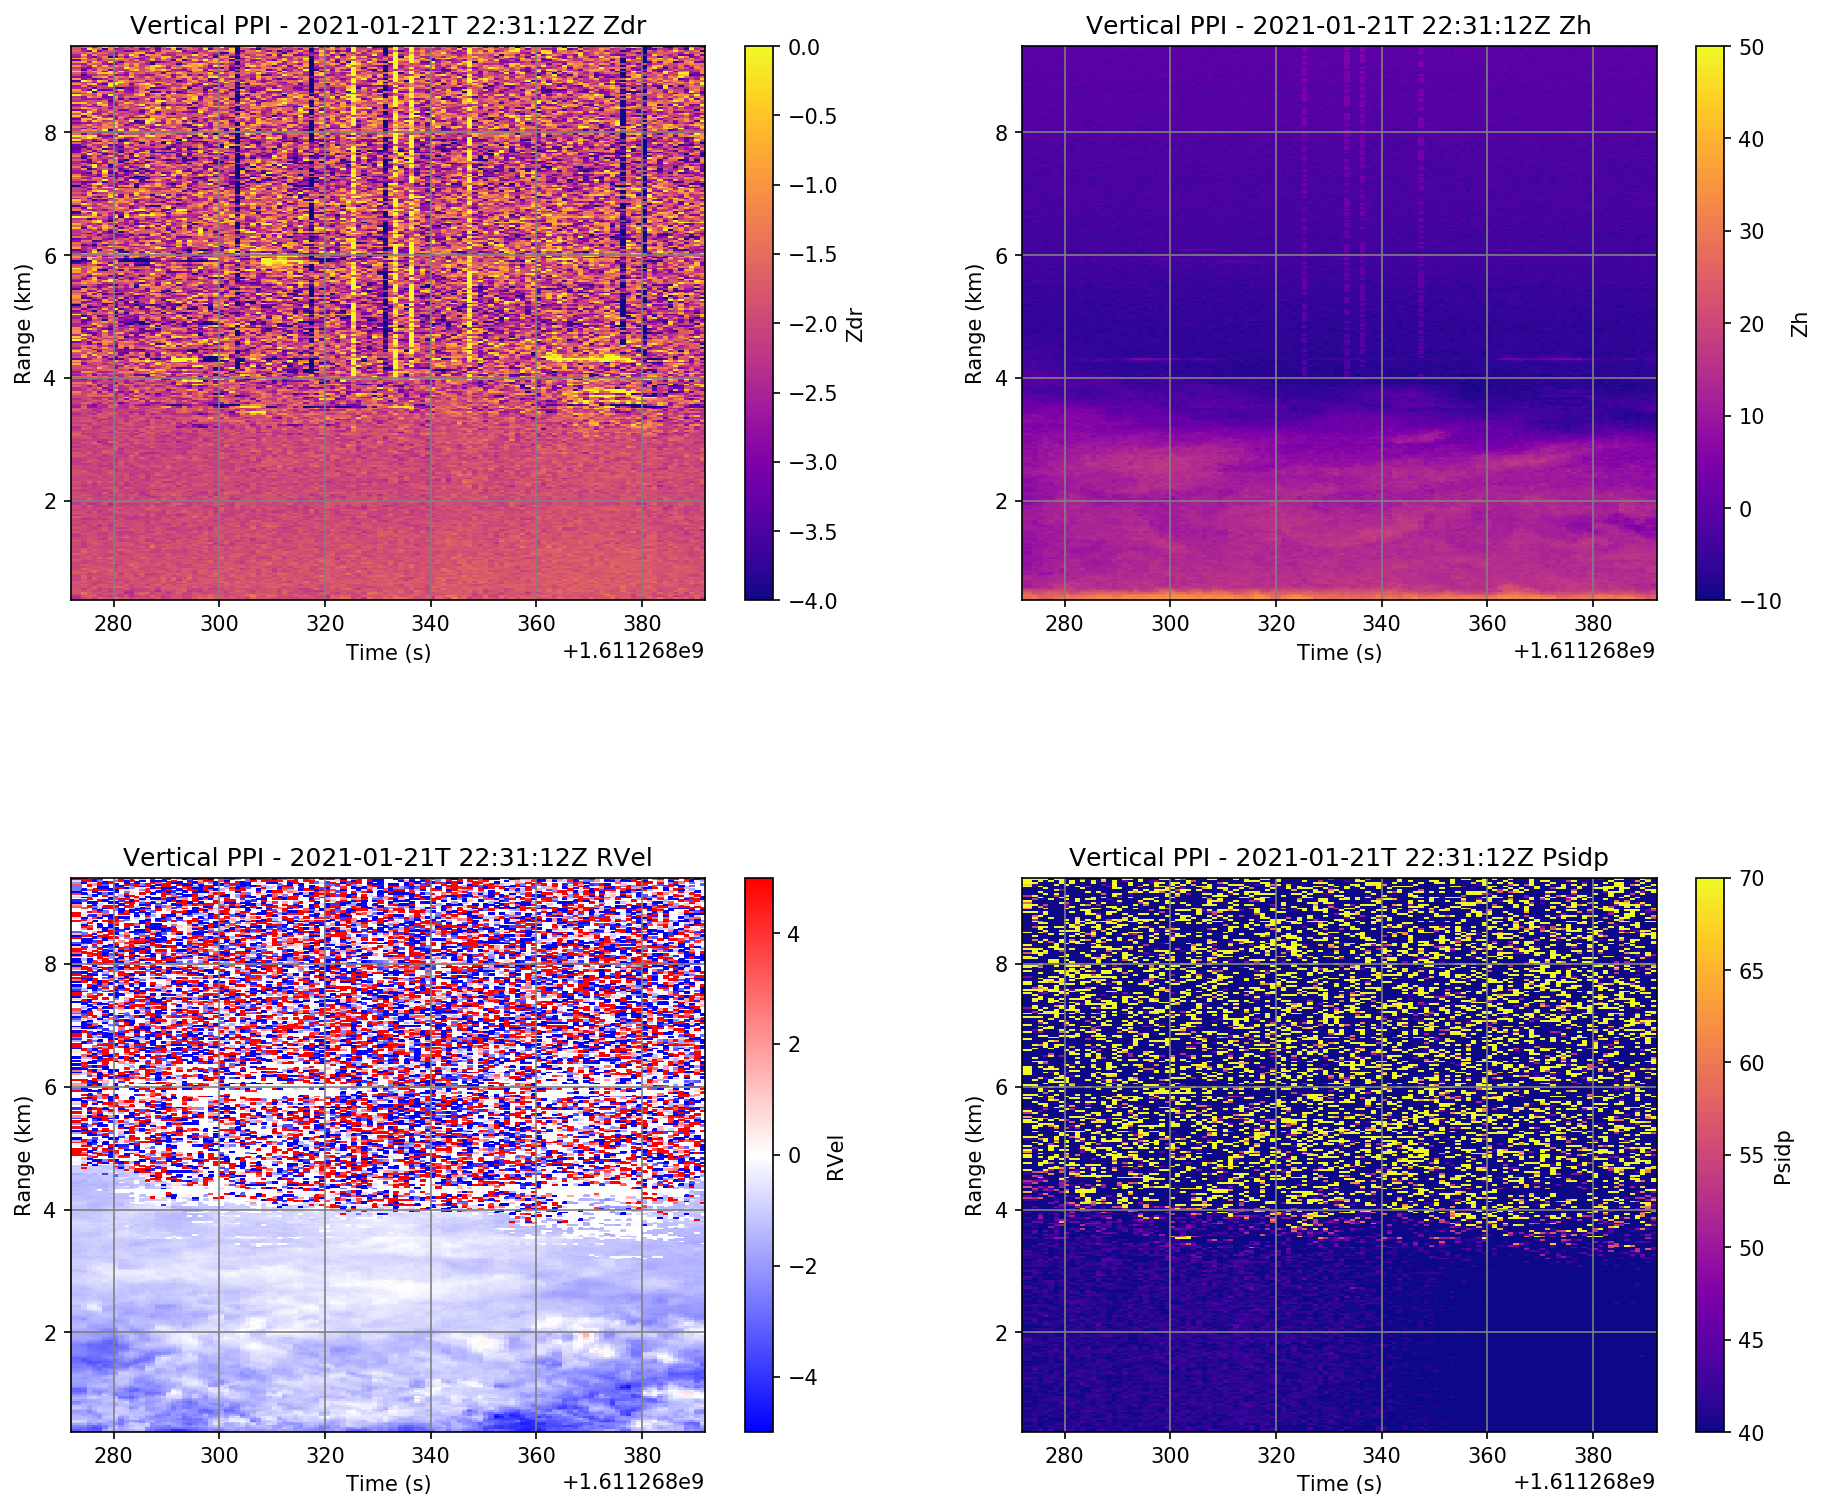 Vertical PPI - 2021-01-21T 22:31:12Z Zdr
8
6
4
2
Range (km)
280 300 320 340 360 380
Time (s)
+1.611268e9
0.0
−0.5
−1.0
−1.5
−2.0
−2.5
−3.0
−3.5
−4.0
Zdr
Vertical PPI - 2021-01-21T 22:31:12Z Zh
8
6
4
2
Range (km)
280 300 320 340 360 380
Time (s)
+1.611268e9
50
40
30
20
10
0
−10
Zh
Vertical PPI - 2021-01-21T 22:31:12Z RVel
8
6
4
2
Range (km)
280 300 320 340 360 380
Time (s)
+1.611268e9
4
2
0
−2
−4
RVel
Vertical PPI - 2021-01-21T 22:31:12Z Psidp
8
6
4
2
Range (km)
280 300 320 340 360 380
Time (s)
+1.611268e9
70
65
60
55
50
45
40
Psidp